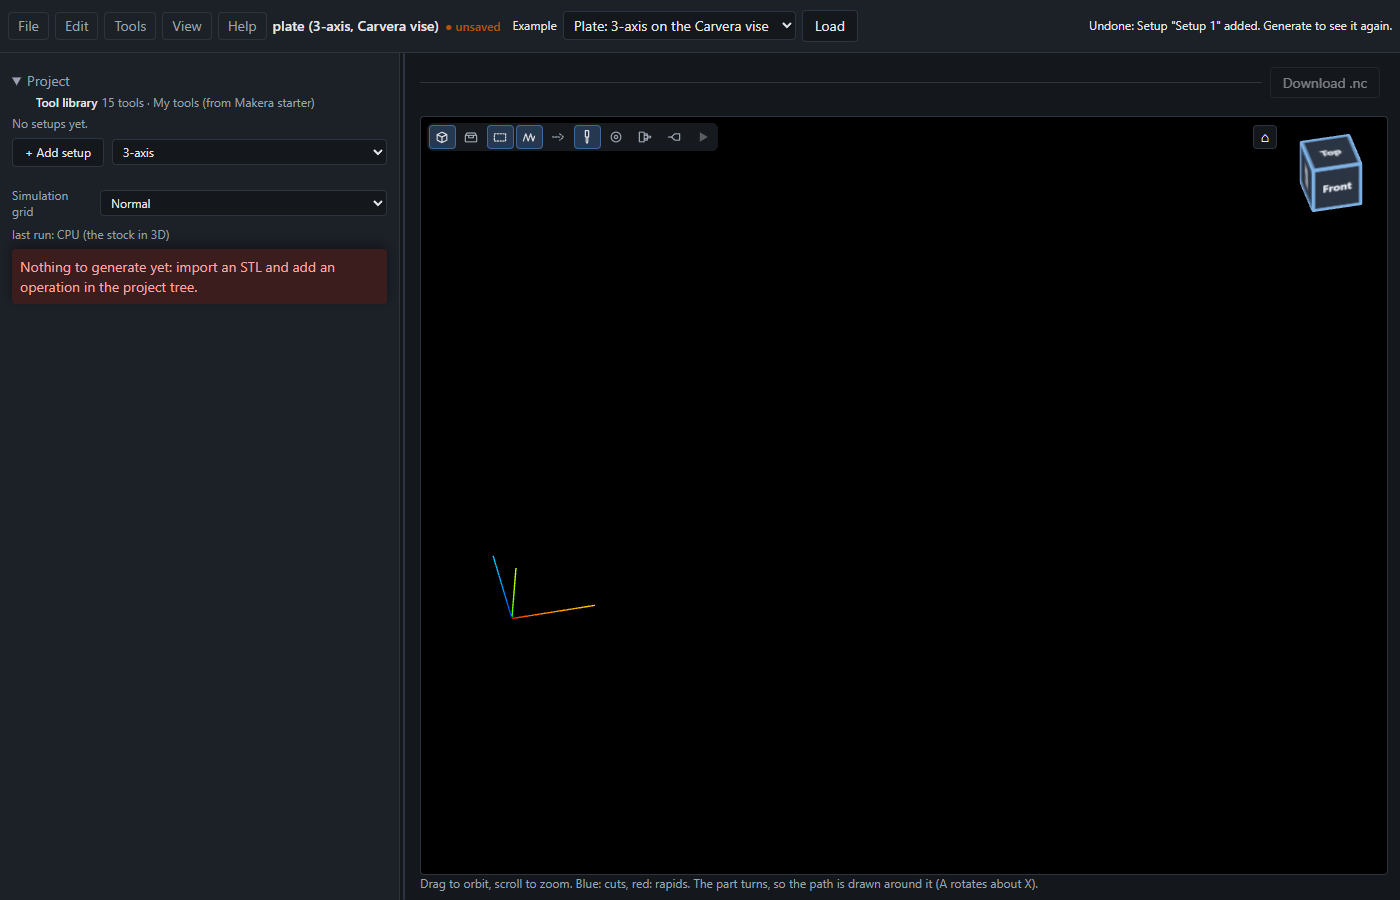 File Edit Tools View Help plate (3-axis, Carvera vise) ● unsaved Example Plate: 3-axis on the Carvera vise Load Undone: Setup "Setup 1" added. Generate to see it again.
▼ Project
Tool library 15 tools · My tools (from Makera starter)
No setups yet.
+ Add setup 3-axis
Simulation grid Normal
last run: CPU (the stock in 3D)
Nothing to generate yet: import an STL and add an
operation in the project tree.
Download .nc
Top
Front
Drag to orbit, scroll to zoom. Blue: cuts, red: rapids. The part turns, so the path is drawn around it (A rotates about X).